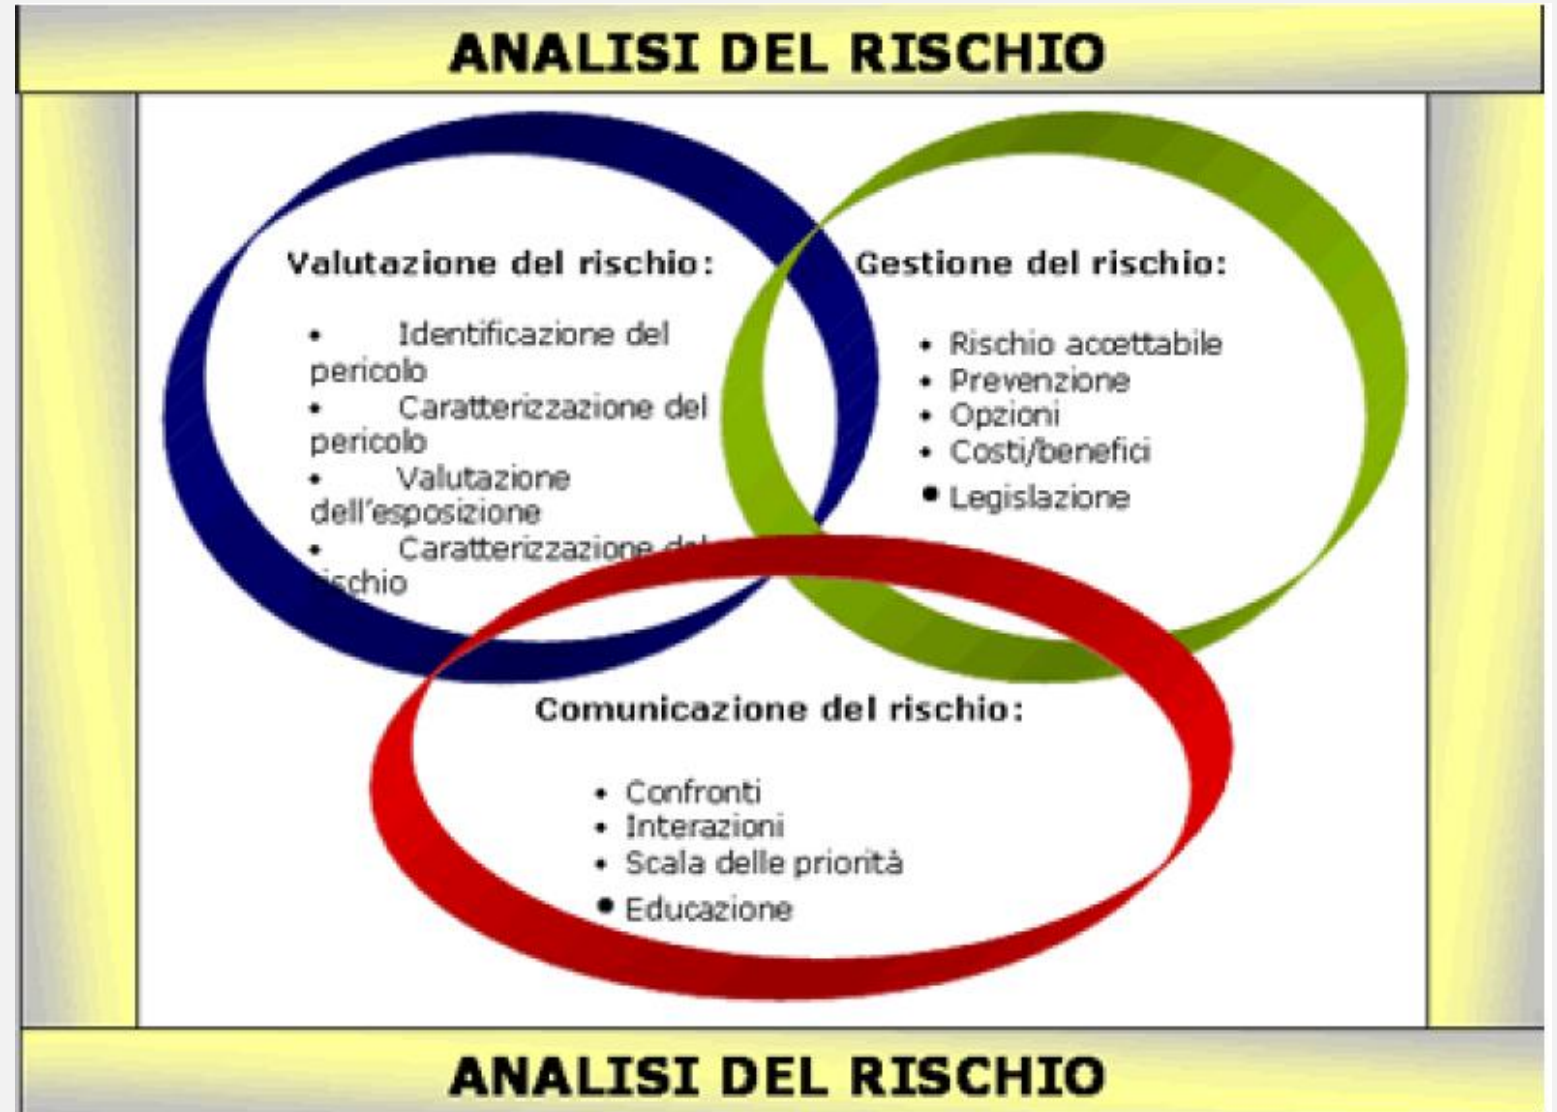 ANALISI DEL RISCHIO
Valutazione del rischio:
• Identificazione del
pericolo
• Caratterizzazione del
pericolo
• Valutazione
dell'esposizione
• Caratterizzazione del
rischio
Gestione del rischio:
• Rischio accettabile
• Prevenzione
• Opzioni
• Costi/benefici
• Legislazione
Comunicazione del rischio:
• Confronti
• Interazioni
• Scala delle priorità
• Educazione
ANALISI DEL RISCHIO